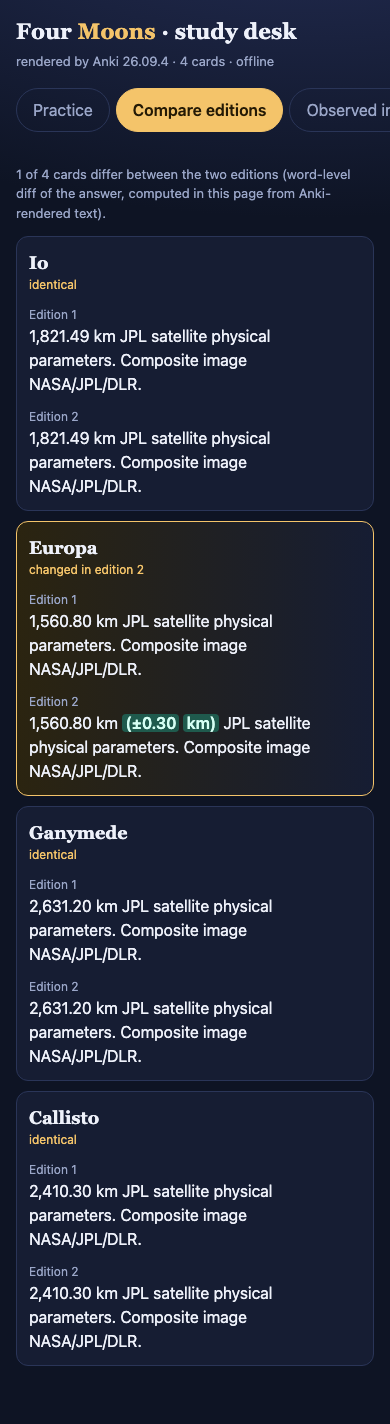 Four Moons · study desk
rendered by Anki 26.09.4 · 4 cards · offline
Practice
Compare editions
Observed in
1 of 4 cards differ between the two editions (word-level
diff of the answer, computed in this page from Anki-
rendered text).
Io
identical
Edition 1
1,821.49 km JPL satellite physical
parameters. Composite image
NASA/JPL/DLR.
Edition 2
1,821.49 km JPL satellite physical
parameters. Composite image
NASA/JPL/DLR.
Europa
changed in edition 2
Edition 1
1,560.80 km JPL satellite physical
parameters. Composite image
NASA/JPL/DLR.
Edition 2
1,560.80 km (±0.30 km) JPL satellite
physical parameters. Composite image
NASA/JPL/DLR.
Ganymede
identical
Edition 1
2,631.20 km JPL satellite physical
parameters. Composite image
NASA/JPL/DLR.
Edition 2
2,631.20 km JPL satellite physical
parameters. Composite image
NASA/JPL/DLR.
Callisto
identical
Edition 1
2,410.30 km JPL satellite physical
parameters. Composite image
NASA/JPL/DLR.
Edition 2
2,410.30 km JPL satellite physical
parameters. Composite image
NASA/JPL/DLR.